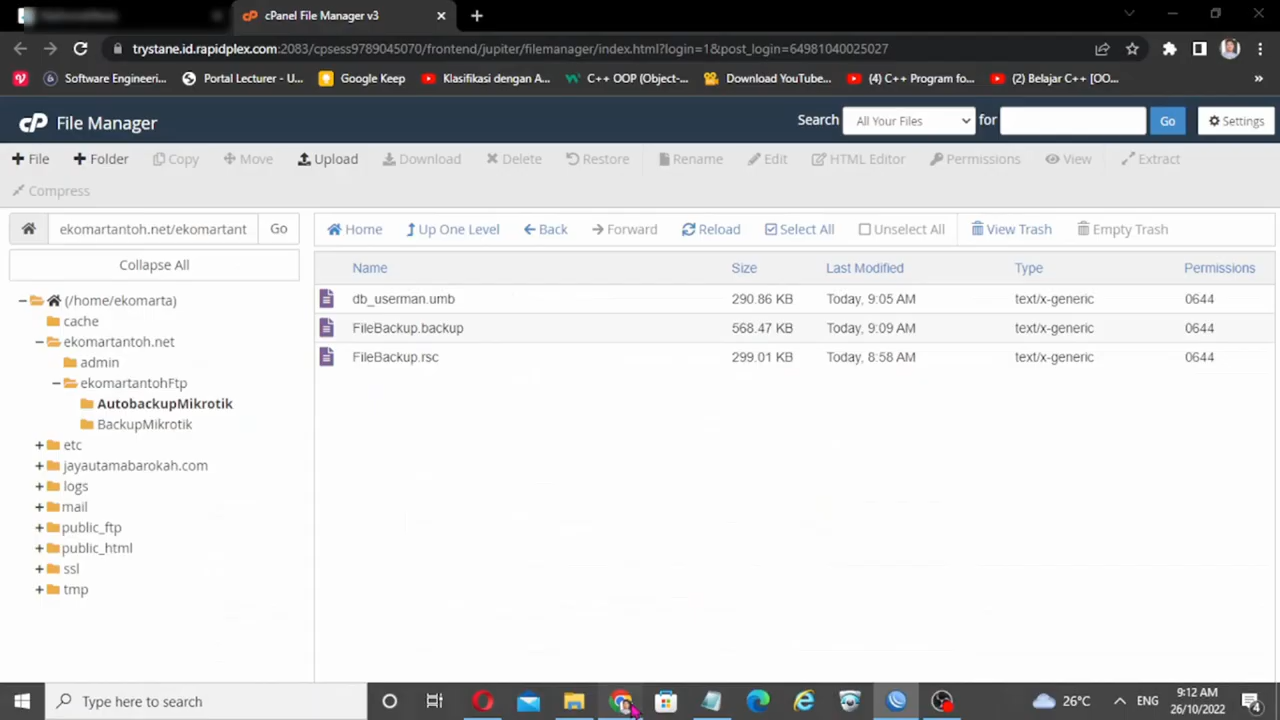 cPanel File Manager v3
trystane.id.rapidplex.com:2083/cpsess9789045070/frontend/jupiter/filemanager/index.html?login=1&post_login=64981040025027
Software Engineeri... Portal Lecturer - U... Google Keep Klasifikasi dengan A... C++ OOP (Object-... Download YouTube... (4) C++ Program fo... (2) Belajar C++ [OO... »
cP File Manager Search All Your Files for Go Settings
File Folder Copy Move Upload Download Delete Restore Rename Edit HTML Editor Permissions View Extract
Compress
ekomartantoh.net/ekomartant Go Home Up One Level Back Forward Reload Select All Unselect All View Trash Empty Trash
Collapse All
Name Size Last Modified Type Permissions
(/home/ekomarta)
cache
ekomartantoh.net
admin
ekomartantohFtp
AutobackupMikrotik
BackupMikrotik
etc
jayautamabarokah.com
logs
mail
public_ftp
public_html
ssl
tmp
db_userman.umb 290.86 KB Today, 9:05 AM text/x-generic 0644
FileBackup.backup 568.47 KB Today, 9:09 AM text/x-generic 0644
FileBackup.rsc 299.01 KB Today, 8:58 AM text/x-generic 0644
Type here to search 26°C ENG 9:12 AM
26/10/2022
4